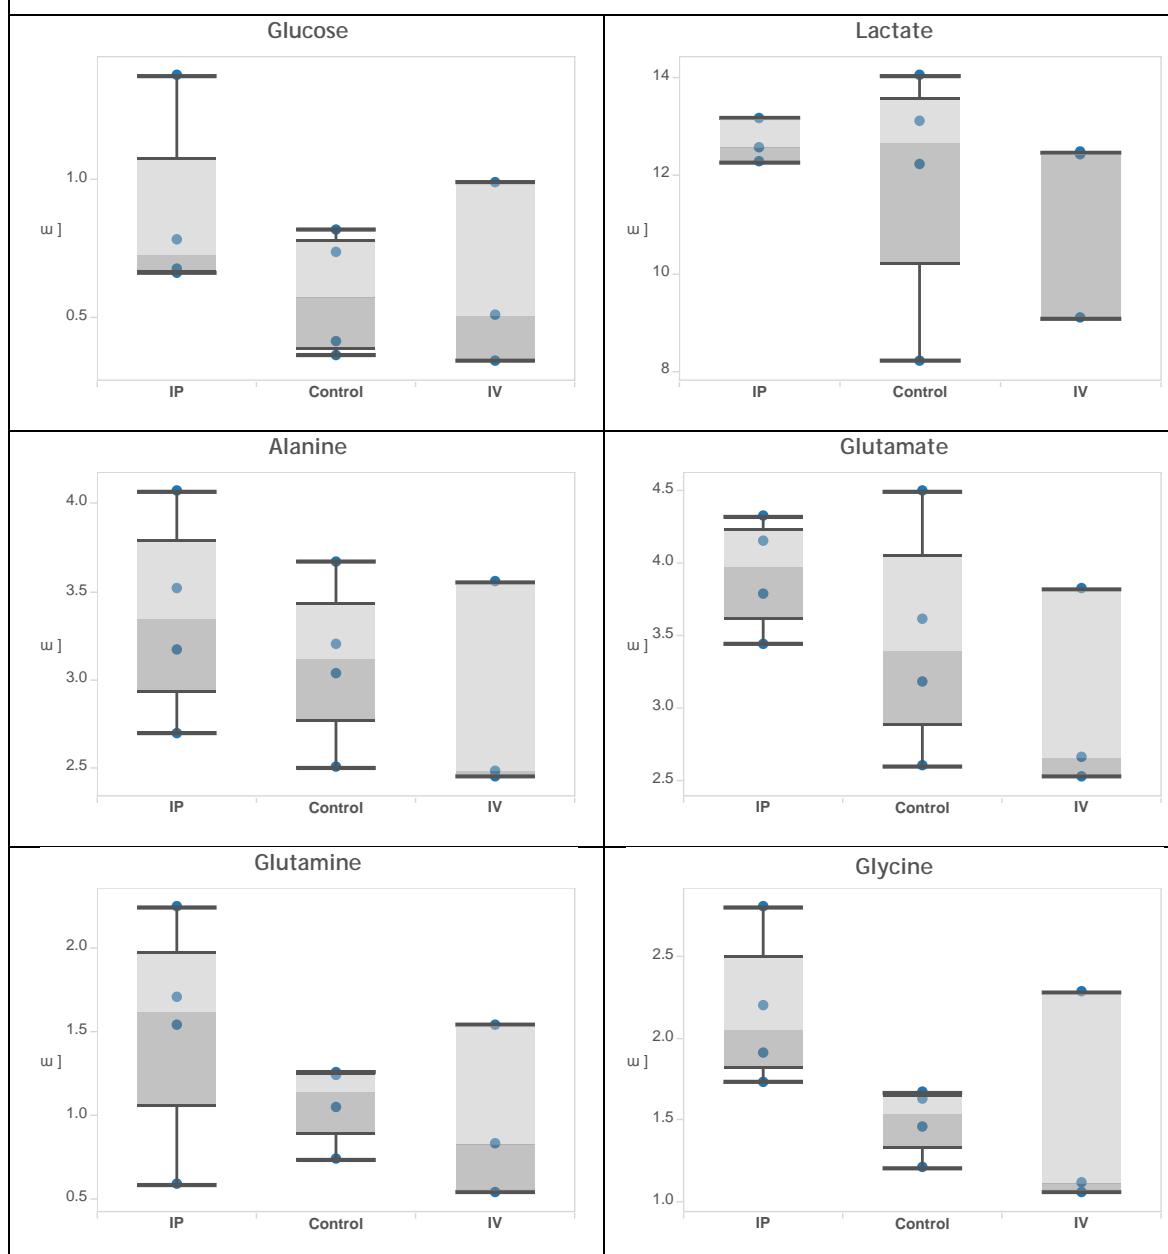 Glucose
1.0
0.5
ɯ ]
IP Control IV
Lactate
14
12
10
8
ɯ ]
IP Control IV
Alanine
4.0
3.5
3.0
2.5
ɯ ]
IP Control IV
Glutamate
4.5
4.0
3.5
3.0
2.5
ɯ ]
IP Control IV
Glutamine
2.0
1.5
1.0
0.5
ɯ ]
IP Control IV
Glycine
2.5
2.0
1.5
1.0
ɯ ]
IP Control IV